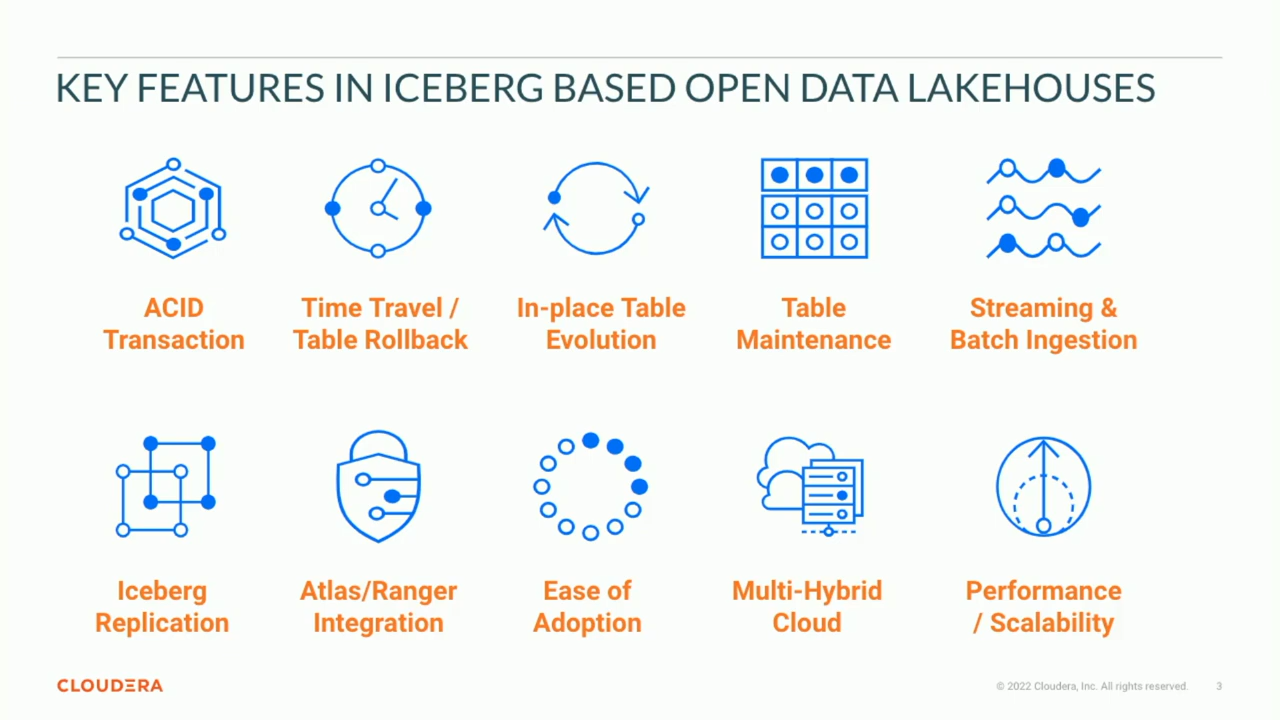 KEY FEATURES IN ICEBERG BASED OPEN DATA LAKEHOUSES
ACID
Transaction
Time Travel /
Table Rollback
In-place Table
Evolution
Table
Maintenance
Streaming &
Batch Ingestion
Iceberg
Replication
Atlas/Ranger
Integration
Ease of
Adoption
Multi-Hybrid
Cloud
Performance
/ Scalability
CLOUDERA
© 2022 Cloudera, Inc. All rights reserved.
3